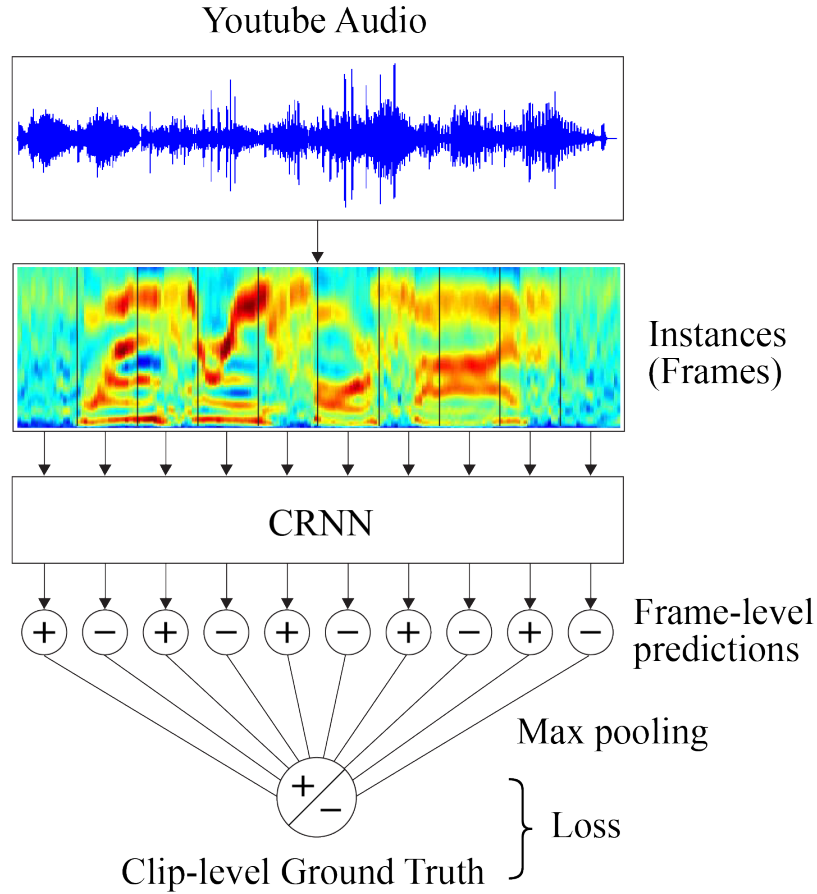 Youtube Audio
Instances
(Frames)
CRNN
+ − + − + − + − + −
Frame-level
predictions
Max pooling
+
−
Loss
Clip-level Ground Truth